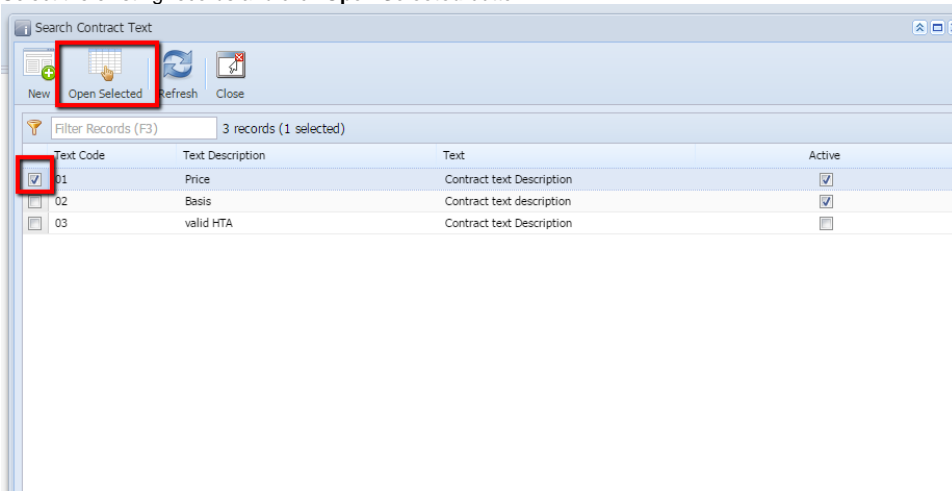 Search Contract Text
New Open Selected Refresh Close
Filter Records (F3) 3 records (1 selected)
Text Code Text Description Text Active
01 Price Contract text Description
02 Basis Contract text description
03 valid HTA Contract text Description